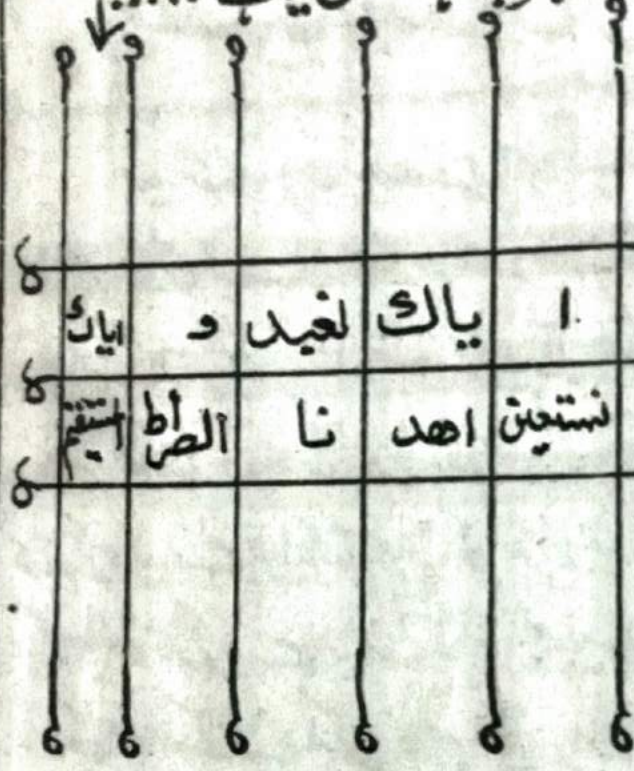 ا ياك نعبد و اياك
نستعين اهد نا الصراط المستقيم